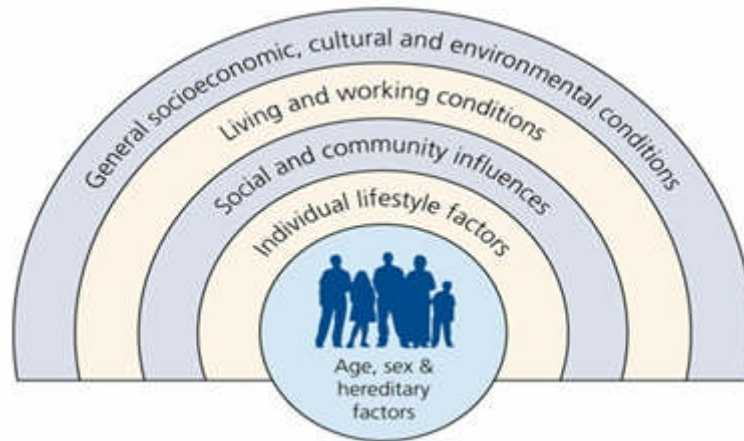 General socioeconomic, cultural and environmental conditions
Living and working conditions
Social and community influences
Individual lifestyle factors
Age, sex &
hereditary
factors